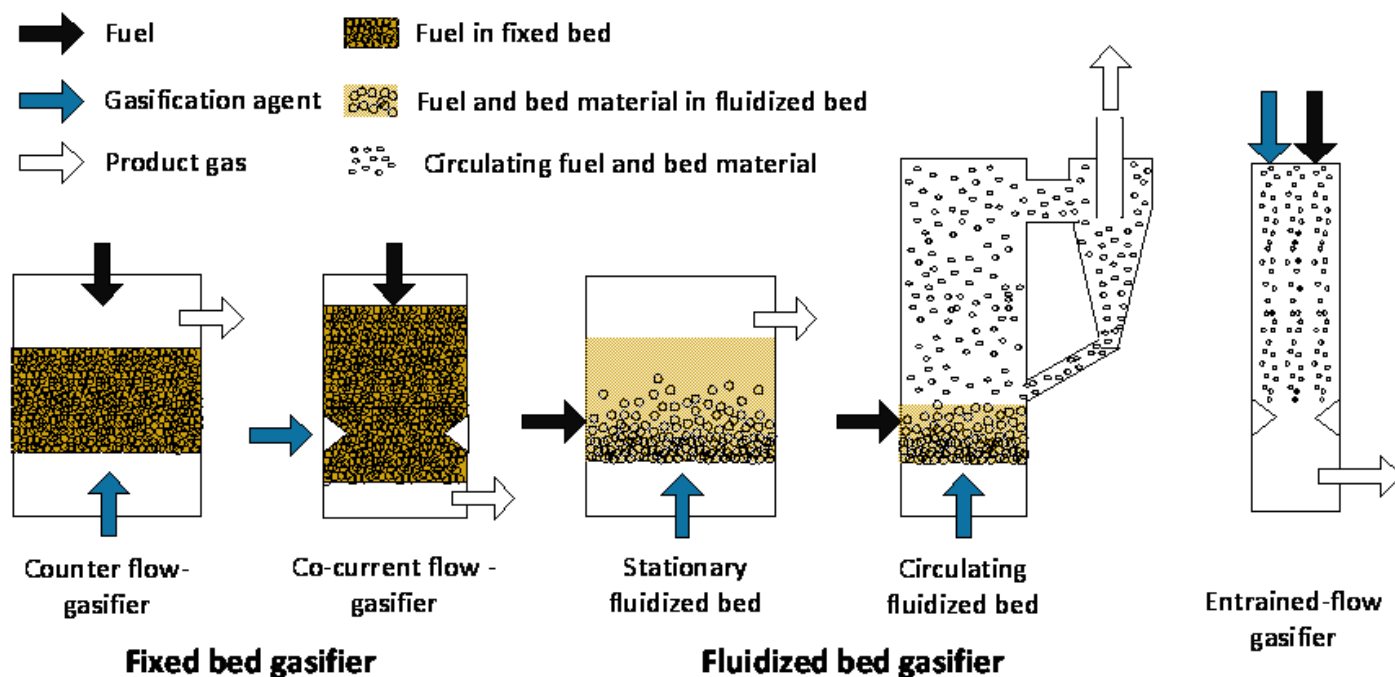 Fuel
Fuel in fixed bed
Gasification agent
Fuel and bed material in fluidized bed
Product gas
Circulating fuel and bed material
Counter flow-
gasifier
Co-current flow -
gasifier
Stationary
fluidized bed
Circulating
fluidized bed
Entrained-flow
gasifier
Fixed bed gasifier
Fluidized bed gasifier